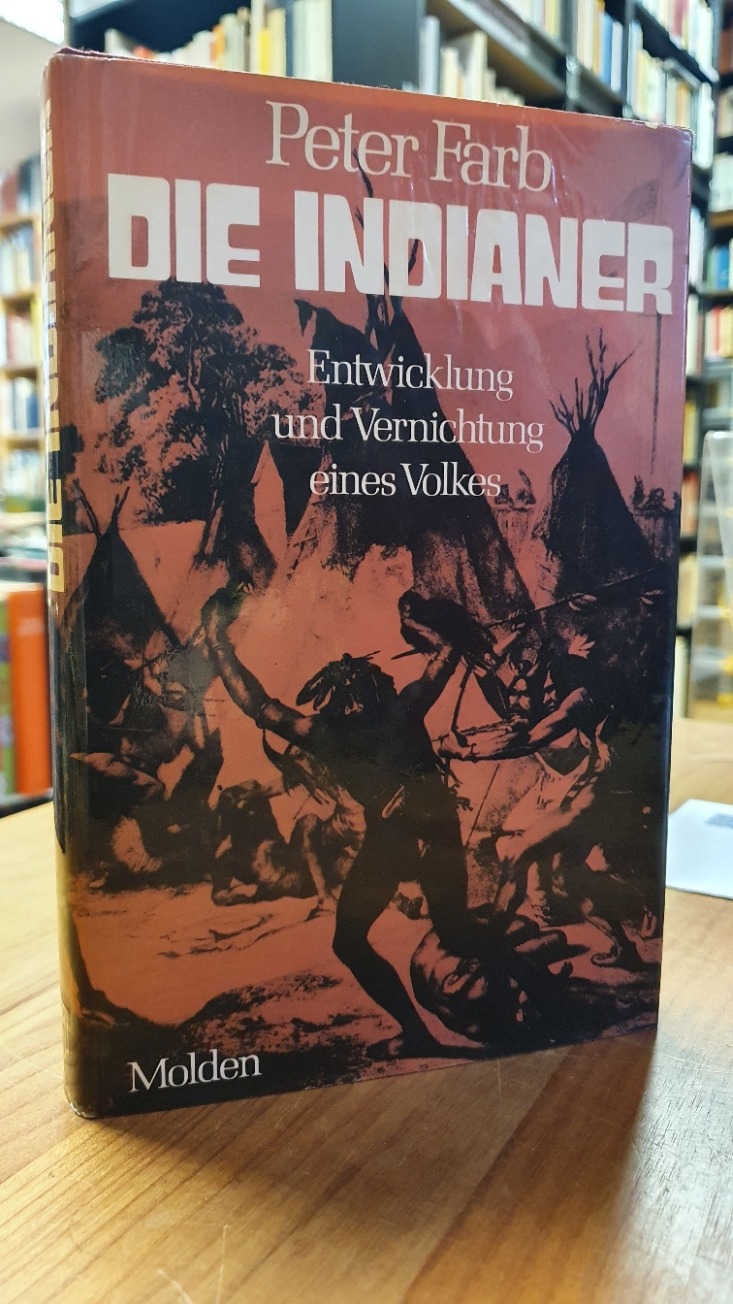 Peter Farb
DIE INDIANER
Entwicklung
und Vernichtung
eines Volkes
Molden